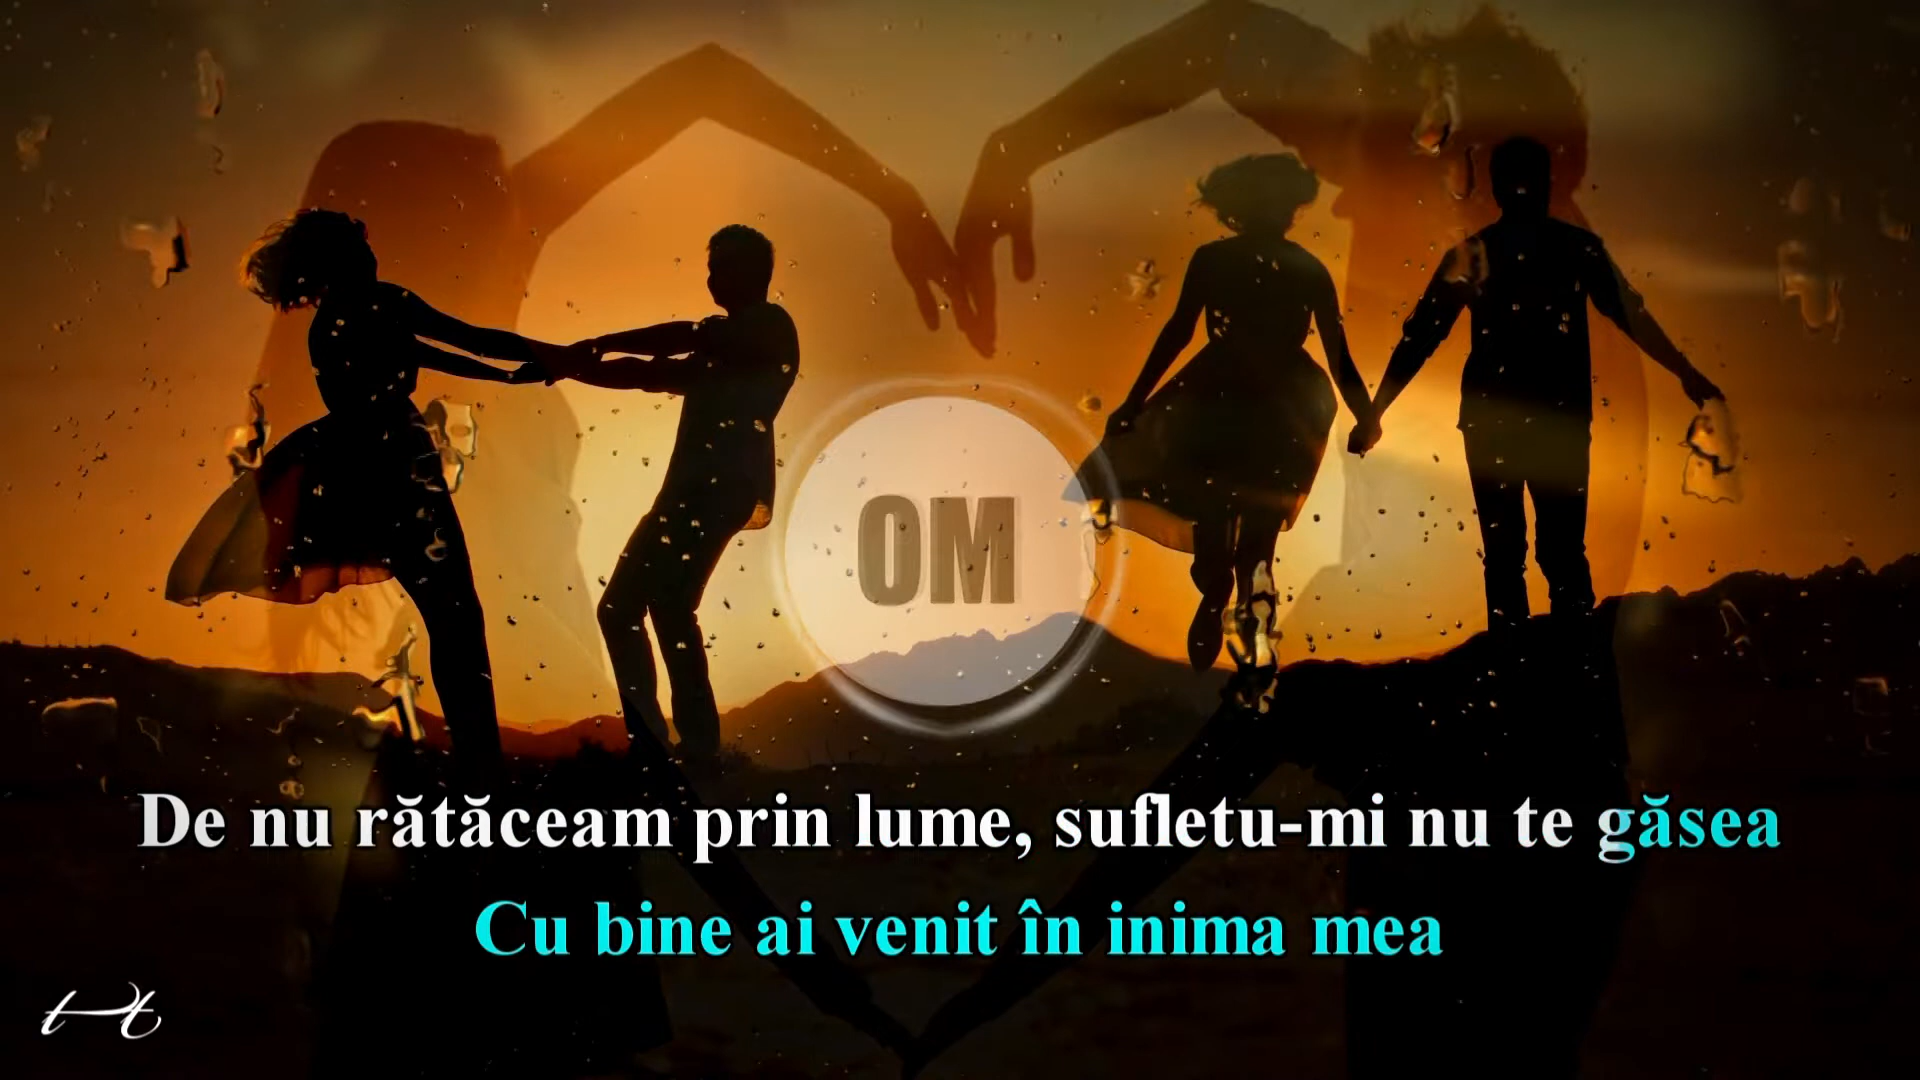 OM
De nu rătăceam prin lume, sufletu-mi nu te găsea
Cu bine ai venit în inima mea